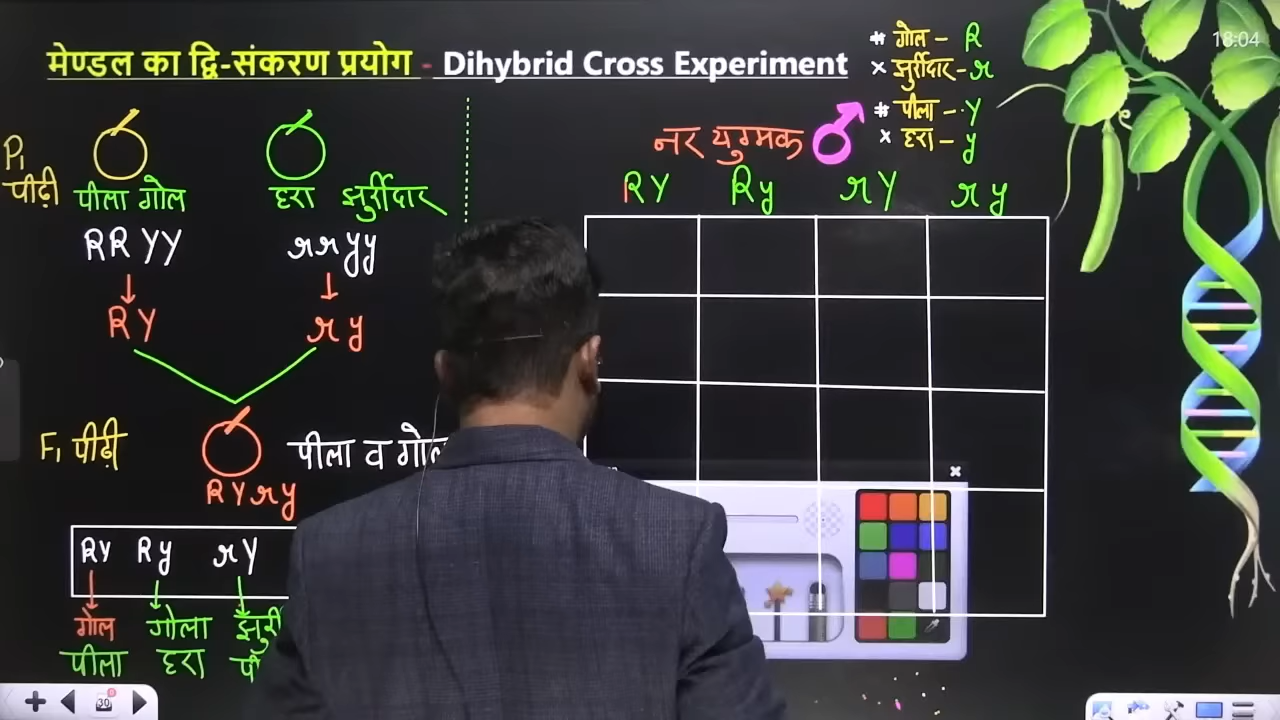 मेण्डल का द्वि-संकरण प्रयोग - Dihybrid Cross Experiment
* गोल - R
× झुर्रीदार - r
* पीला - Y
× हरा - y
18:04
P1 पीढ़ी
पीला गोल
हरा झुर्रीदार
RRYY
rryy
RY
ry
F1 पीढ़ी
पीला व गोल
RYry
RY Ry rY
गोल गोला
पीला हरा
नर युग्मक ♂
RY Ry rY ry
30